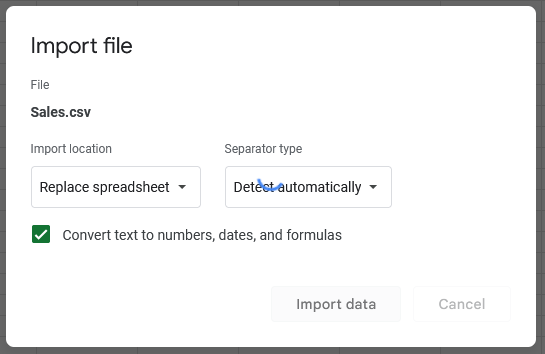 Import file
File
Sales.csv
Import location
Separator type
Replace spreadsheet
Detect automatically
Convert text to numbers, dates, and formulas
Import data
Cancel